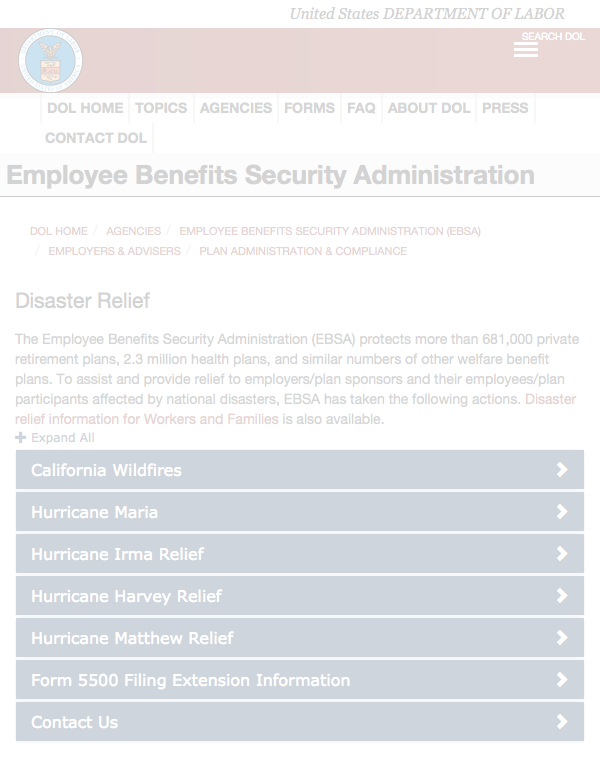 United States DEPARTMENT OF LABOR
SEARCH DOL
DOL HOME TOPICS AGENCIES FORMS FAQ ABOUT DOL PRESS
CONTACT DOL
Employee Benefits Security Administration
DOL HOME / AGENCIES / EMPLOYEE BENEFITS SECURITY ADMINISTRATION (EBSA)
/ EMPLOYERS & ADVISERS / PLAN ADMINISTRATION & COMPLIANCE
Disaster Relief
The Employee Benefits Security Administration (EBSA) protects more than 681,000 private
retirement plans, 2.3 million health plans, and similar numbers of other welfare benefit
plans. To assist and provide relief to employers/plan sponsors and their employees/plan
participants affected by national disasters, EBSA has taken the following actions. Disaster
relief information for Workers and Families is also available.
Expand All
California Wildfires
Hurricane Maria
Hurricane Irma Relief
Hurricane Harvey Relief
Hurricane Matthew Relief
Form 5500 Filing Extension Information
Contact Us